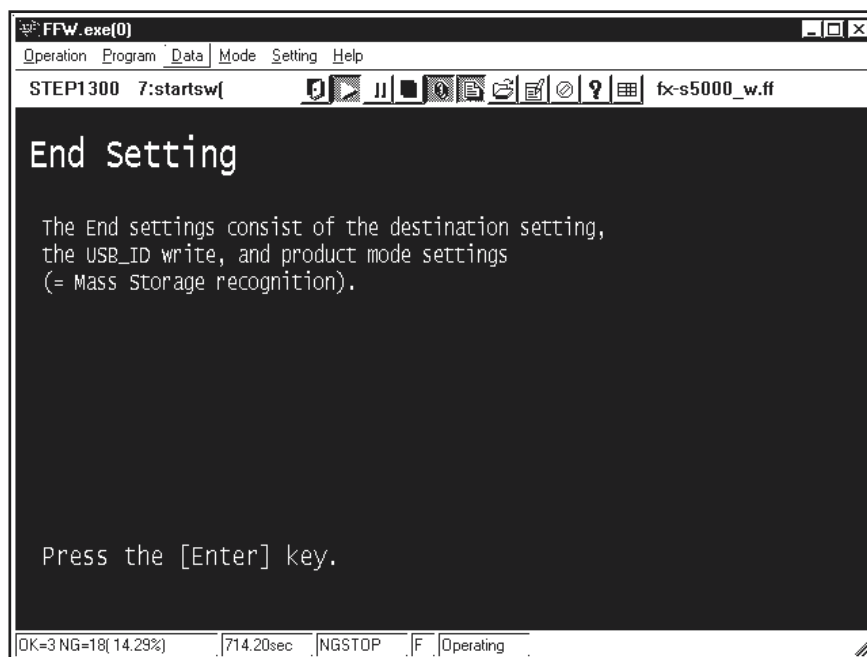 FFW.exe(0)
Operation Program Data Mode Setting Help
STEP1300 7:startsw( fx-s5000_w.ff
End Setting
The End settings consist of the destination setting,
the USB_ID write, and product mode settings
(= Mass Storage recognition).
Press the [Enter] key.
OK=3 NG=18( 14.29%) 714.20sec NGSTOP F Operating